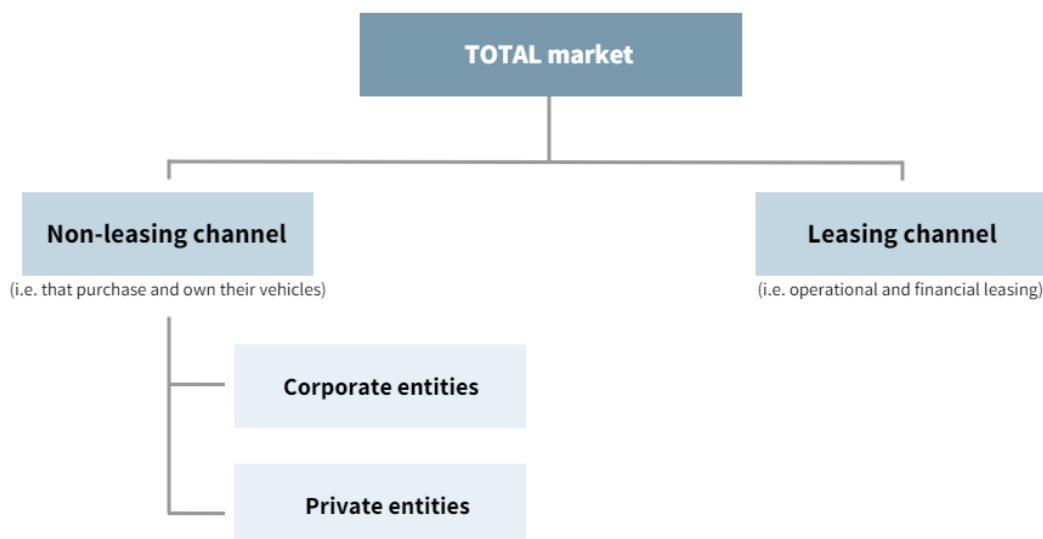 TOTAL market
Non-leasing channel
(i.e. that purchase and own their vehicles)
Leasing channel
(i.e. operational and financial leasing)
Corporate entities
Private entities